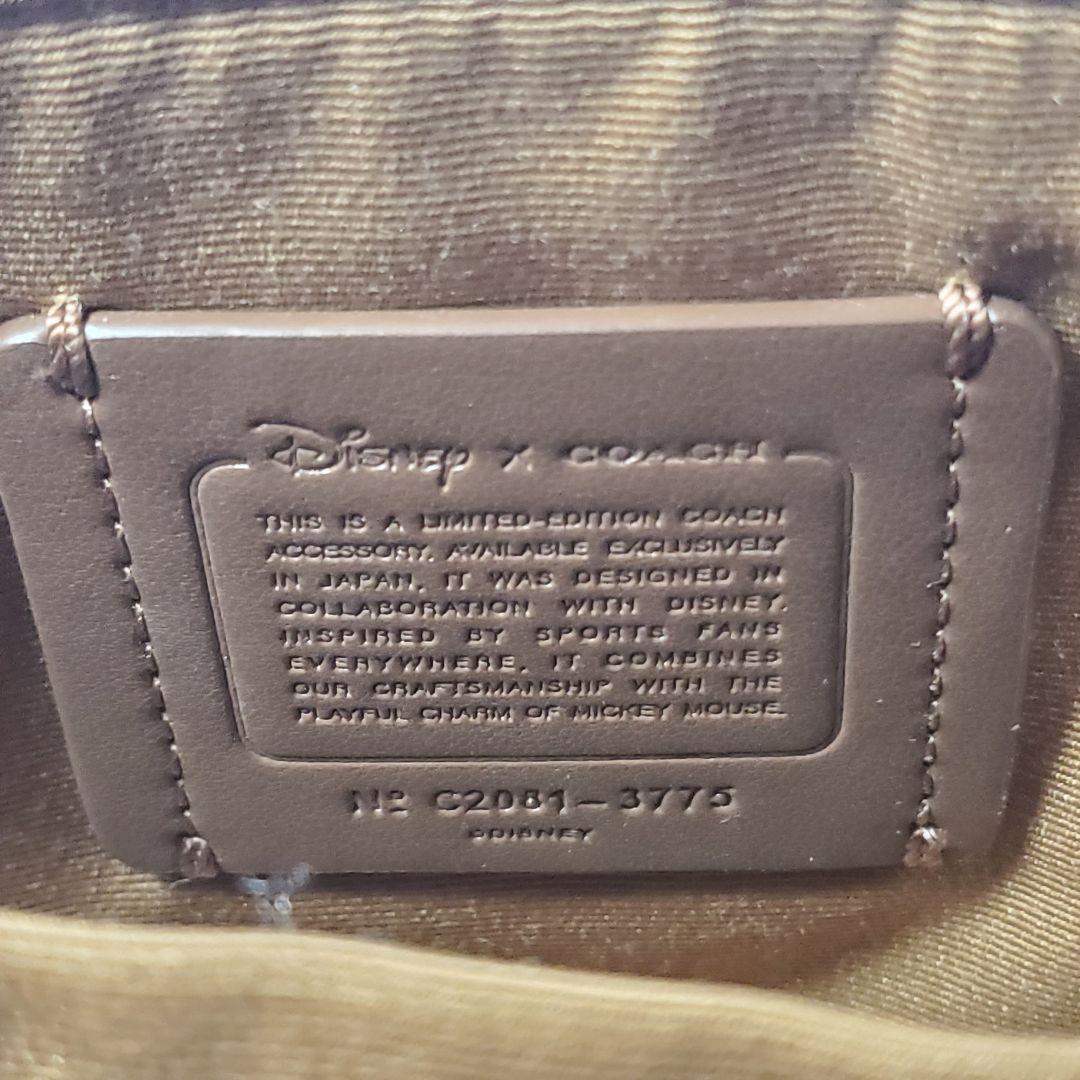 Disney X COACH
THIS IS A LIMITED-EDITION COACH
ACCESSORY. AVAILABLE EXCLUSIVELY
IN JAPAN, IT WAS DESIGNED IN
COLLABORATION WITH DISNEY.
INSPIRED BY SPORTS FANS
EVERYWHERE, IT COMBINES
OUR CRAFTSMANSHIP WITH THE
PLAYFUL CHARM OF MICKEY MOUSE.
Nº C2081-3775
©DISNEY